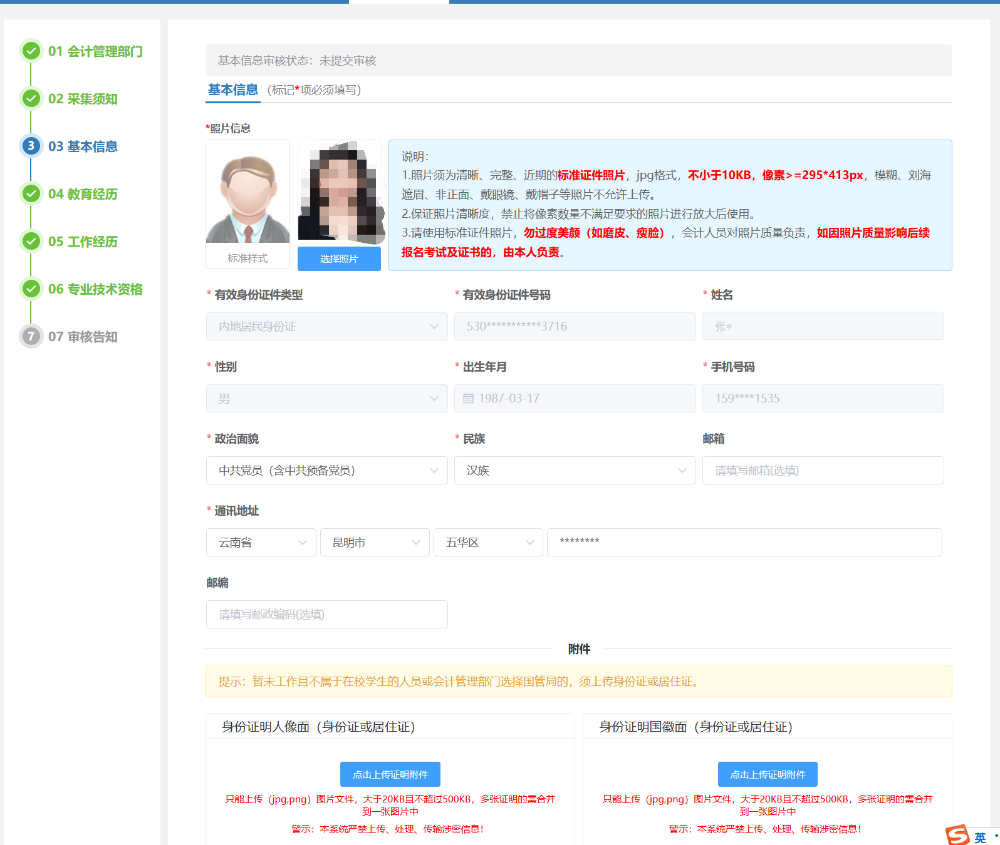 01 会计管理部门
02 采集须知
3 03 基本信息
04 教育经历
05 工作经历
06 专业技术资格
7 07 审核告知
基本信息审核状态：未提交审核
基本信息 （标记*项必须填写）
*照片信息
标准样式
选择照片
说明：
1.照片须为清晰、完整、近期的标准证件照片，jpg格式，不小于10KB，像素>=295*413px，模糊、刘海
遮眉、非正面、戴眼镜、戴帽子等照片不允许上传。
2.保证照片清晰度，禁止将像素数量不满足要求的照片进行放大后使用。
3.请使用标准证件照片，勿过度美颜（如磨皮、瘦脸），会计人员对照片质量负责，如因照片质量影响后续
报名考试及证书的，由本人负责。
* 有效身份证件类型 * 有效身份证件号码 * 姓名
内地居民身份证 530***********3716 张*
* 性别 * 出生年月 * 手机号码
男 1987-03-17 159****1535
* 政治面貌 * 民族 邮箱
中共党员（含中共预备党员） 汉族 请填写邮箱(选填)
* 通讯地址
云南省 昆明市 五华区 ********
邮编
请填写邮政编码(选填)
附件
提示：暂未工作且不属于在校学生的人员或会计管理部门选择国管局的，须上传身份证或居住证。
身份证明人像面（身份证或居住证）
点击上传证明附件
只能上传（jpg,png）图片文件，大于20KB且不超过500KB，多张证明的需合并
到一张图片中
警示：本系统严禁上传、处理、传输涉密信息！
身份证明国徽面（身份证或居住证）
点击上传证明附件
只能上传（jpg,png）图片文件，大于20KB且不超过500KB，多张证明的需合并
到一张图片中
警示：本系统严禁上传、处理、传输涉密信息！
S 英